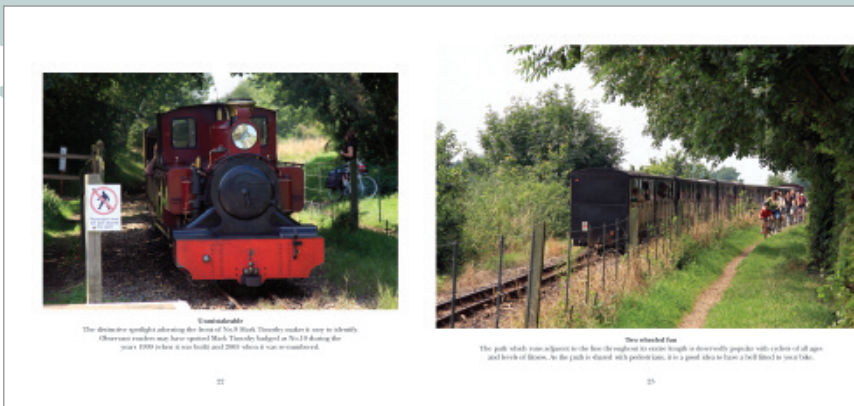 Unmistakeable
The distinctive spotlight adorning the front of No.9 Mark Timothy makes it easy to identify.
Observant readers may have spotted Mark Timothy badged as No.10 during the
years 1999 (when it was built) and 2001 when it was re-numbered.
22
Two wheeled fun
The path which runs adjacent to the line throughout its entire length is deservedly popular with cyclists of all ages
and levels of fitness. As the path is shared with pedestrians, it is a good idea to have a bell fitted to your bike.
23